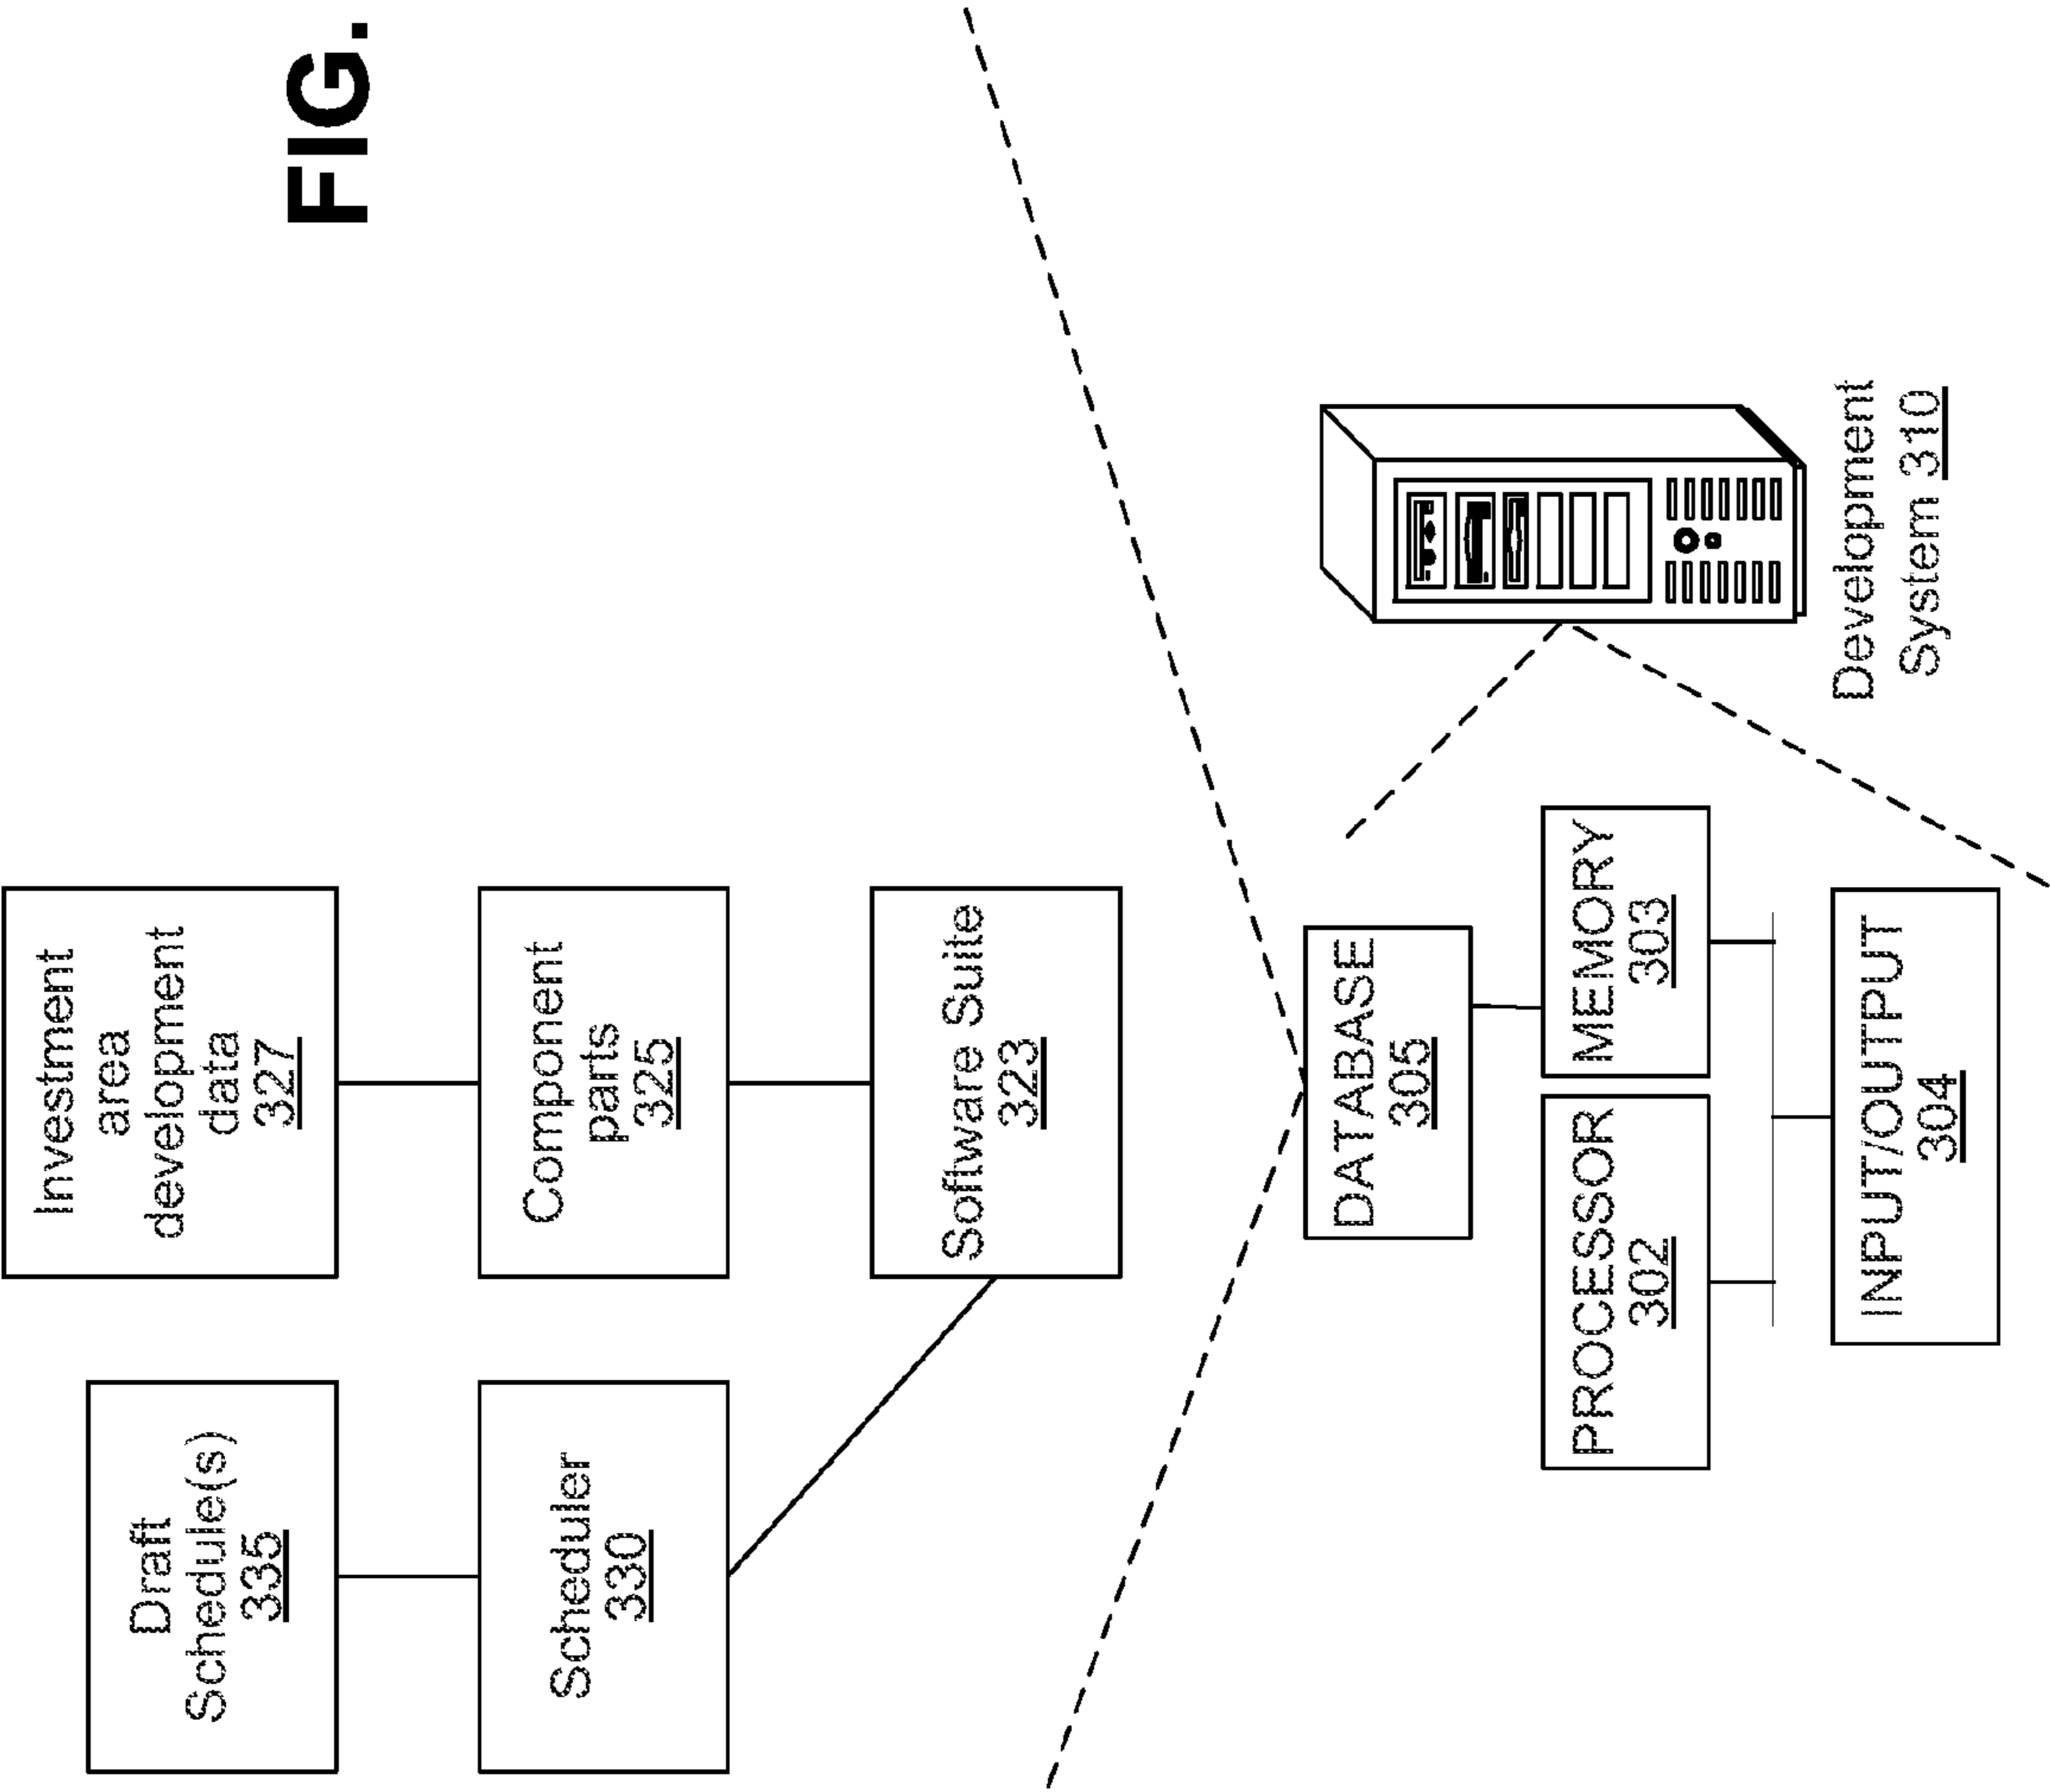 FIG.
Draft
Schedule(s)
335
Investment
area
development
data
327
Scheduler
330
Component
parts
325
Software Suite
323
DATABASE
305
PROCESSOR
302
MEMORY
303
INPUT/OUTPUT
304
Development
System 310